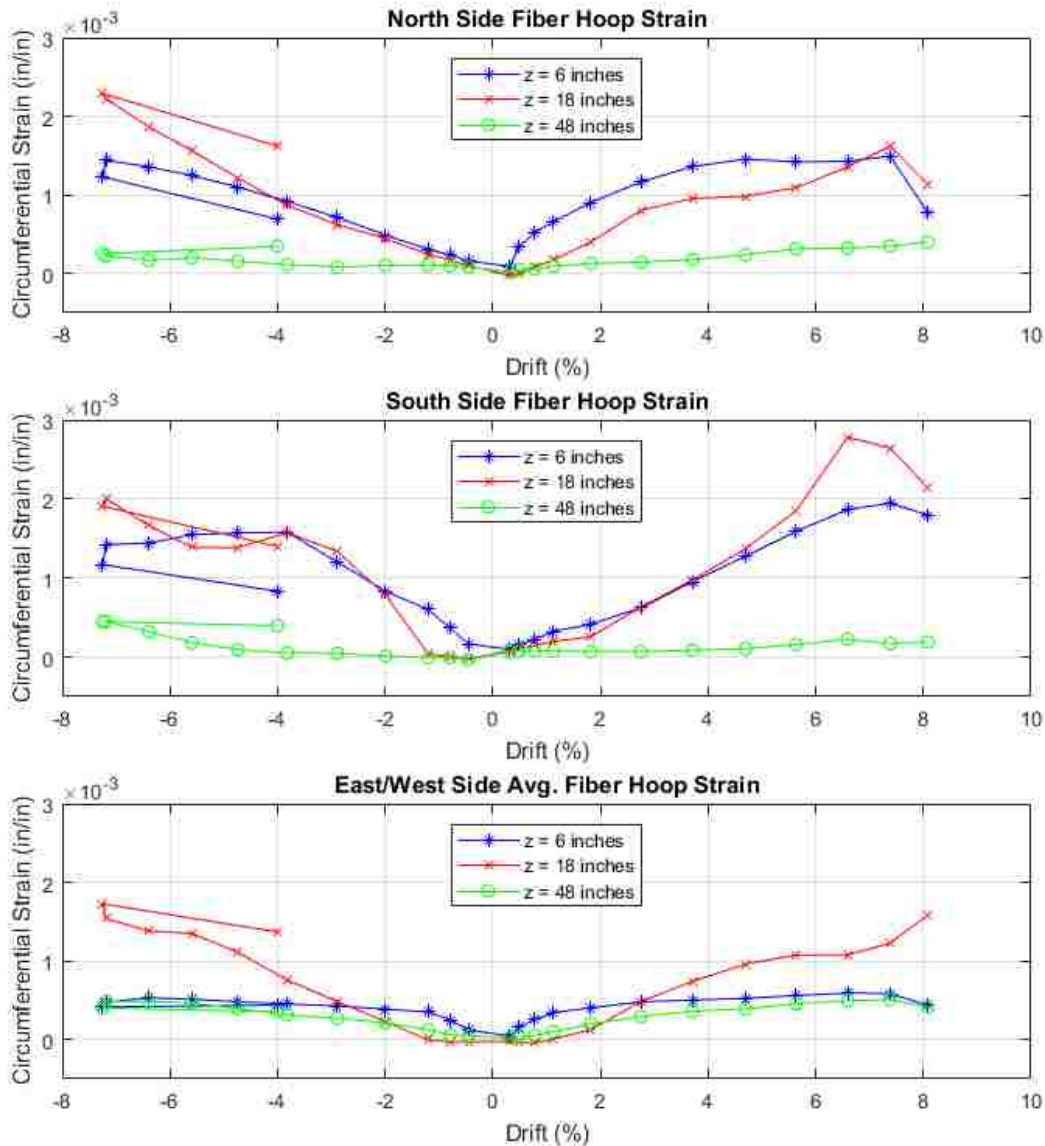 North Side Fiber Hoop Strain
× 10⁻³
Circumferential Strain (in/in)
3
2
1
0
z = 6 inches
z = 18 inches
z = 48 inches
-8 -6 -4 -2 0 2 4 6 8 10
Drift (%)
South Side Fiber Hoop Strain
× 10⁻³
Circumferential Strain (in/in)
3
2
1
0
z = 6 inches
z = 18 inches
z = 48 inches
-8 -6 -4 -2 0 2 4 6 8 10
Drift (%)
East/West Side Avg. Fiber Hoop Strain
× 10⁻³
Circumferential Strain (in/in)
3
2
1
0
z = 6 inches
z = 18 inches
z = 48 inches
-8 -6 -4 -2 0 2 4 6 8 10
Drift (%)